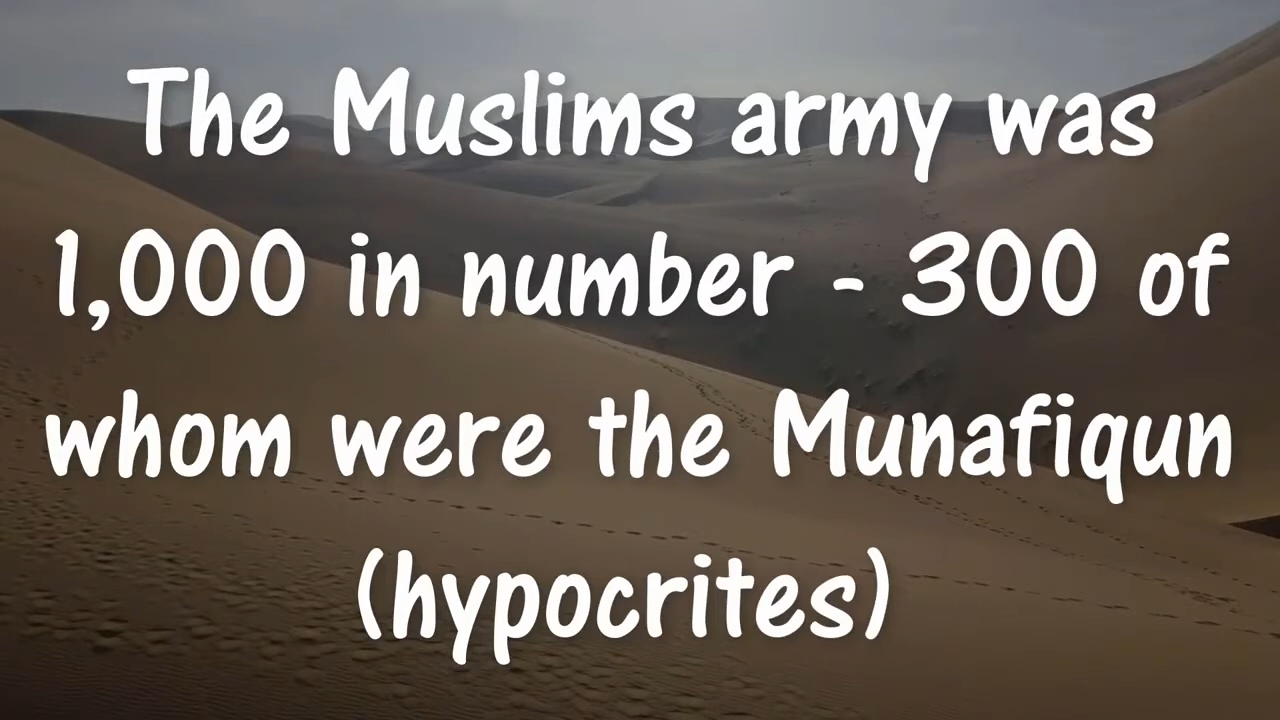 The Muslims army was
1,000 in number - 300 of
whom were the Munafiqun
(hypocrites)